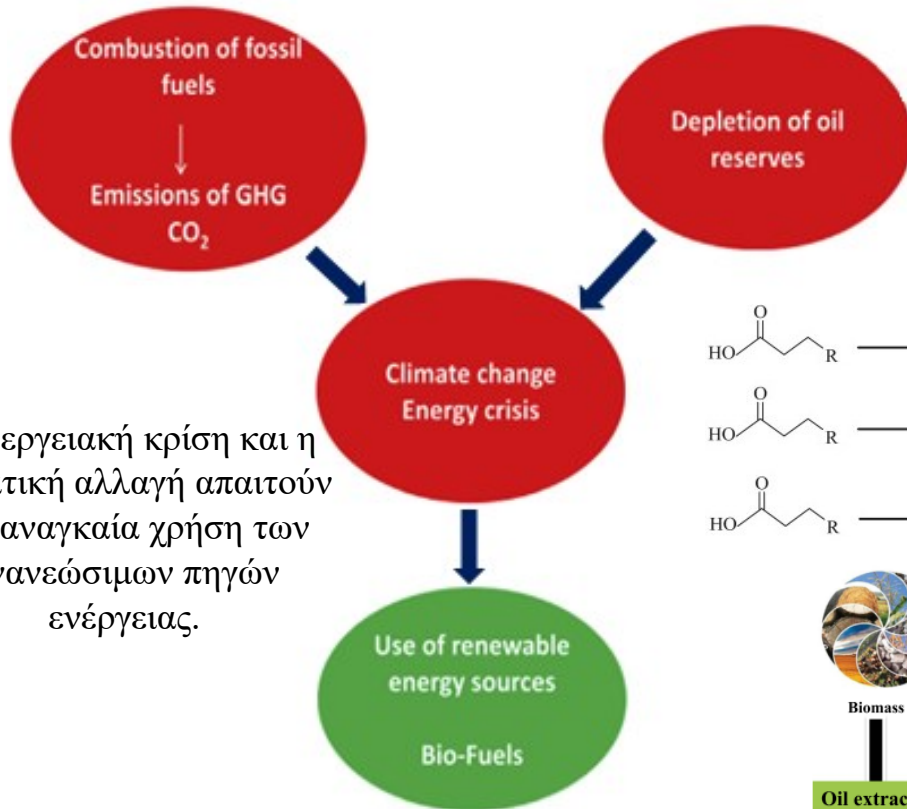 Combustion of fossil
fuels
Emissions of GHG
CO₂
Depletion of oil
reserves
Climate change
Energy crisis
εργειακή κρίση και η
τική αλλαγή απαιτούν
αναγκαία χρήση των
νανεώσιμων πηγών
ενέργειας.
Use of renewable
energy sources
Bio-Fuels
O
HO
R
O
HO
R
O
HO
R
Biomass
Oil extrac